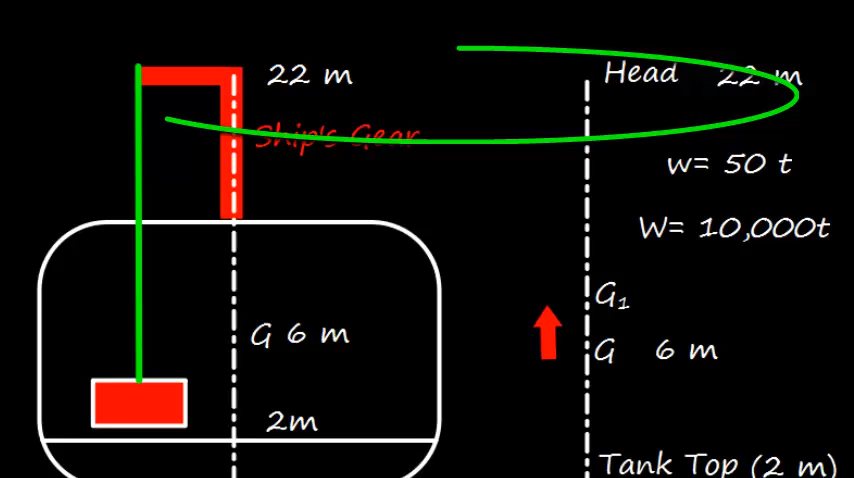 22 m
Head 22 m
Ship's Gear
w= 50 t
W= 10,000t
G₁
G 6 m
G 6 m
2m
Tank Top (2 m)